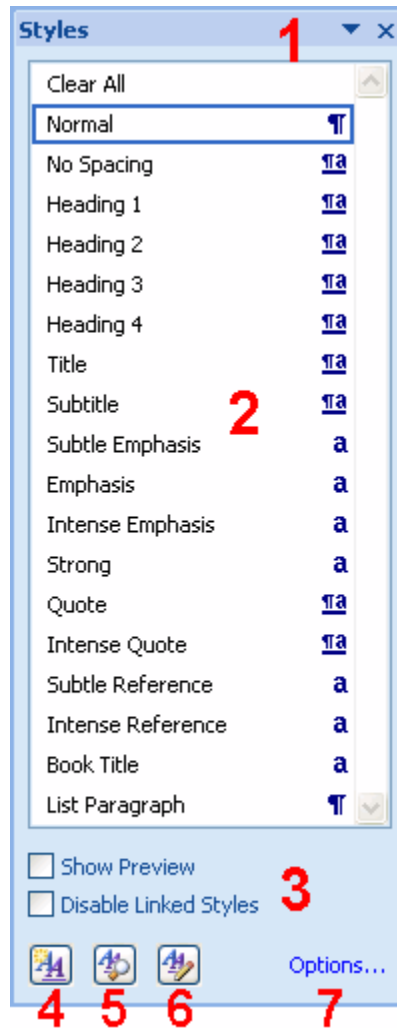 Styles 1
Clear All
Normal ¶
No Spacing ¶a
Heading 1 ¶a
Heading 2 ¶a
Heading 3 ¶a
Heading 4 ¶a
Title ¶a
Subtitle ¶a
2
Subtle Emphasis a
Emphasis a
Intense Emphasis a
Strong a
Quote ¶a
Intense Quote ¶a
Subtle Reference a
Intense Reference a
Book Title a
List Paragraph ¶
Show Preview
3
Disable Linked Styles
Options...
4 5 6 7